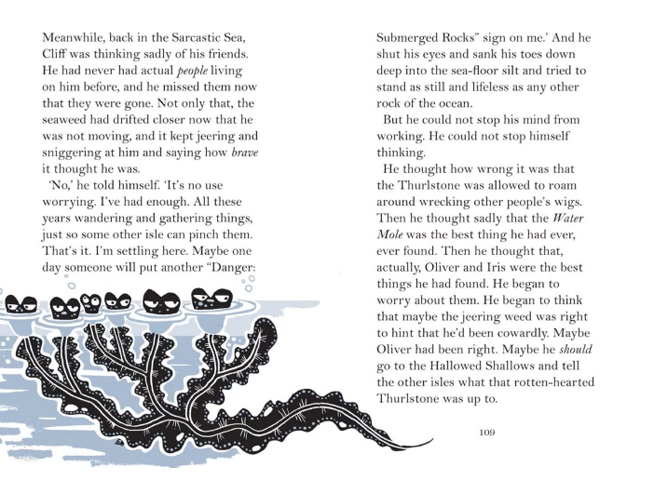 Meanwhile, back in the Sarcastic Sea,
Cliff was thinking sadly of his friends.
He had never had actual people living
on him before, and he missed them now
that they were gone. Not only that, the
seaweed had drifted closer now that he
was not moving, and it kept jeering and
sniggering at him and saying how brave
it thought he was.
‘No,’ he told himself. ‘It’s no use
worrying. I’ve had enough. All these
years wandering and gathering things,
just so some other isle can pinch them.
That’s it. I’m settling here. Maybe one
day someone will put another “Danger:
Submerged Rocks” sign on me.’ And he
shut his eyes and sank his toes down
deep into the sea-floor silt and tried to
stand as still and lifeless as any other
rock of the ocean.
But he could not stop his mind from
working. He could not stop himself
thinking.
He thought how wrong it was that
the Thurlstone was allowed to roam
around wrecking other people’s wigs.
Then he thought sadly that the Water
Mole was the best thing he had ever,
ever found. Then he thought that,
actually, Oliver and Iris were the best
things he had found. He began to
worry about them. He began to think
that maybe the jeering weed was right
to hint that he’d been cowardly. Maybe
Oliver had been right. Maybe he should
go to the Hallowed Shallows and tell
the other isles what that rotten-hearted
Thurlstone was up to.
109